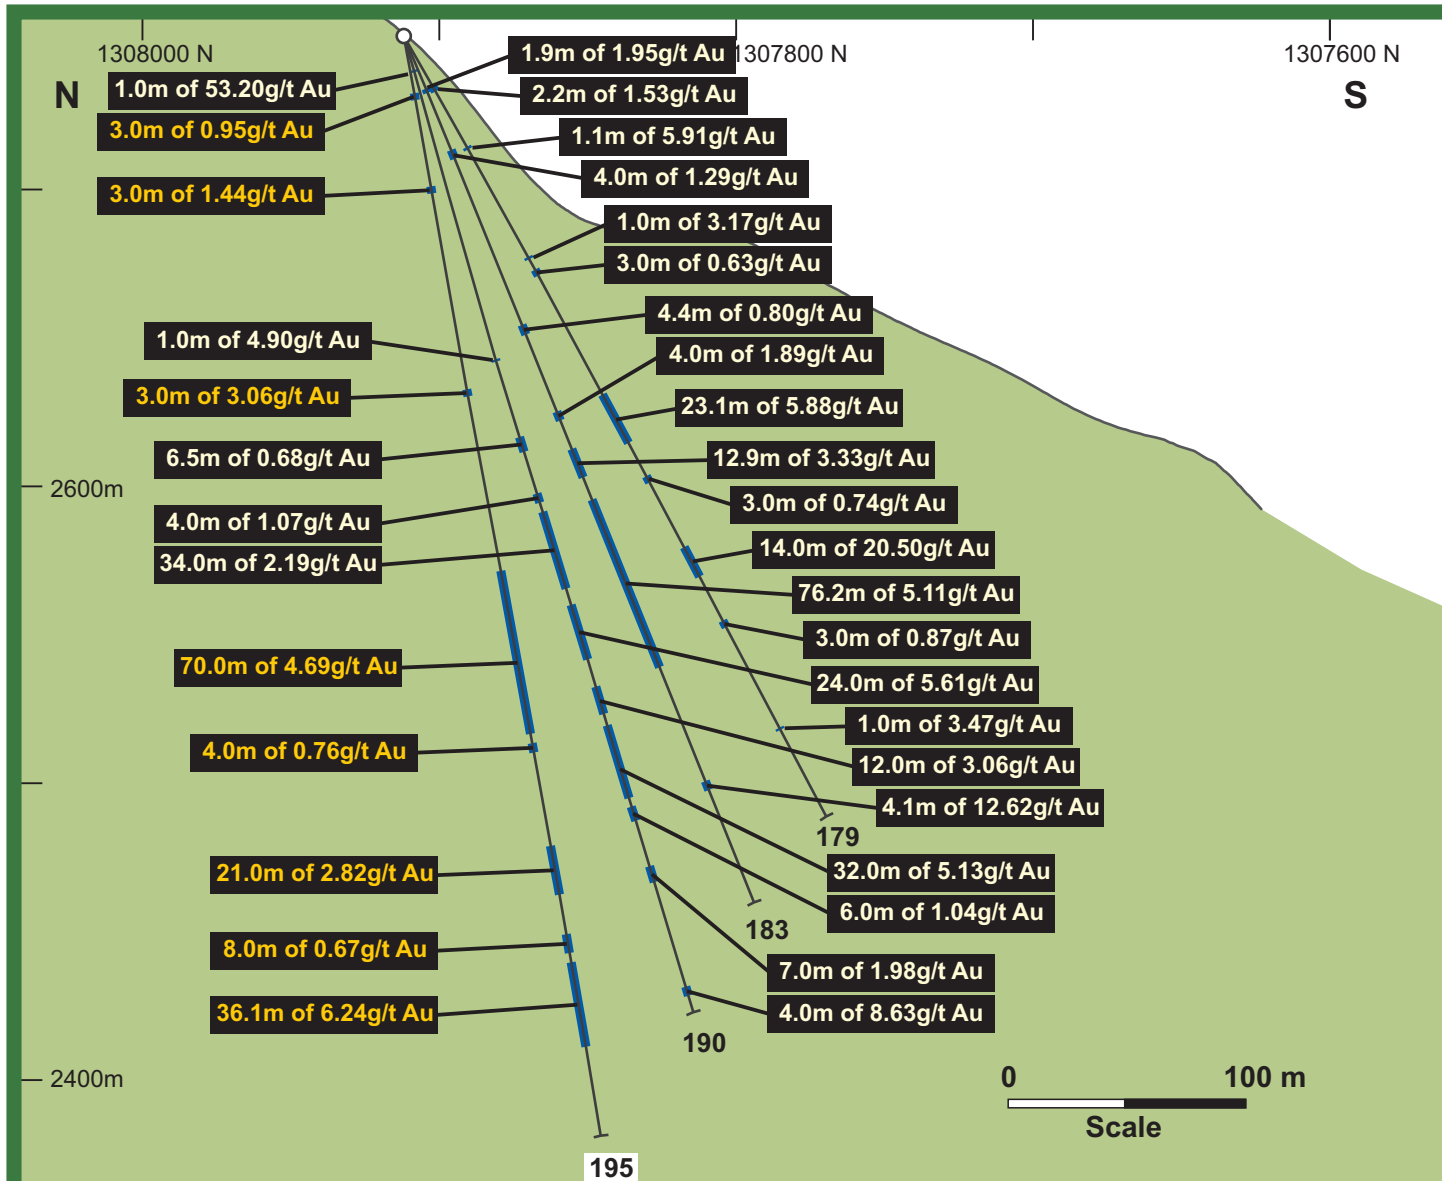 1308000 N
1307800 N
1307600 N
N
S
1.9m of 1.95g/t Au
1.0m of 53.20g/t Au
2.2m of 1.53g/t Au
3.0m of 0.95g/t Au
1.1m of 5.91g/t Au
4.0m of 1.29g/t Au
3.0m of 1.44g/t Au
1.0m of 3.17g/t Au
3.0m of 0.63g/t Au
4.4m of 0.80g/t Au
1.0m of 4.90g/t Au
4.0m of 1.89g/t Au
3.0m of 3.06g/t Au
23.1m of 5.88g/t Au
6.5m of 0.68g/t Au
12.9m of 3.33g/t Au
2600m
3.0m of 0.74g/t Au
4.0m of 1.07g/t Au
14.0m of 20.50g/t Au
34.0m of 2.19g/t Au
76.2m of 5.11g/t Au
3.0m of 0.87g/t Au
70.0m of 4.69g/t Au
24.0m of 5.61g/t Au
1.0m of 3.47g/t Au
4.0m of 0.76g/t Au
12.0m of 3.06g/t Au
4.1m of 12.62g/t Au
179
21.0m of 2.82g/t Au
32.0m of 5.13g/t Au
6.0m of 1.04g/t Au
183
8.0m of 0.67g/t Au
7.0m of 1.98g/t Au
36.1m of 6.24g/t Au
4.0m of 8.63g/t Au
190
2400m
0
100 m
Scale
195